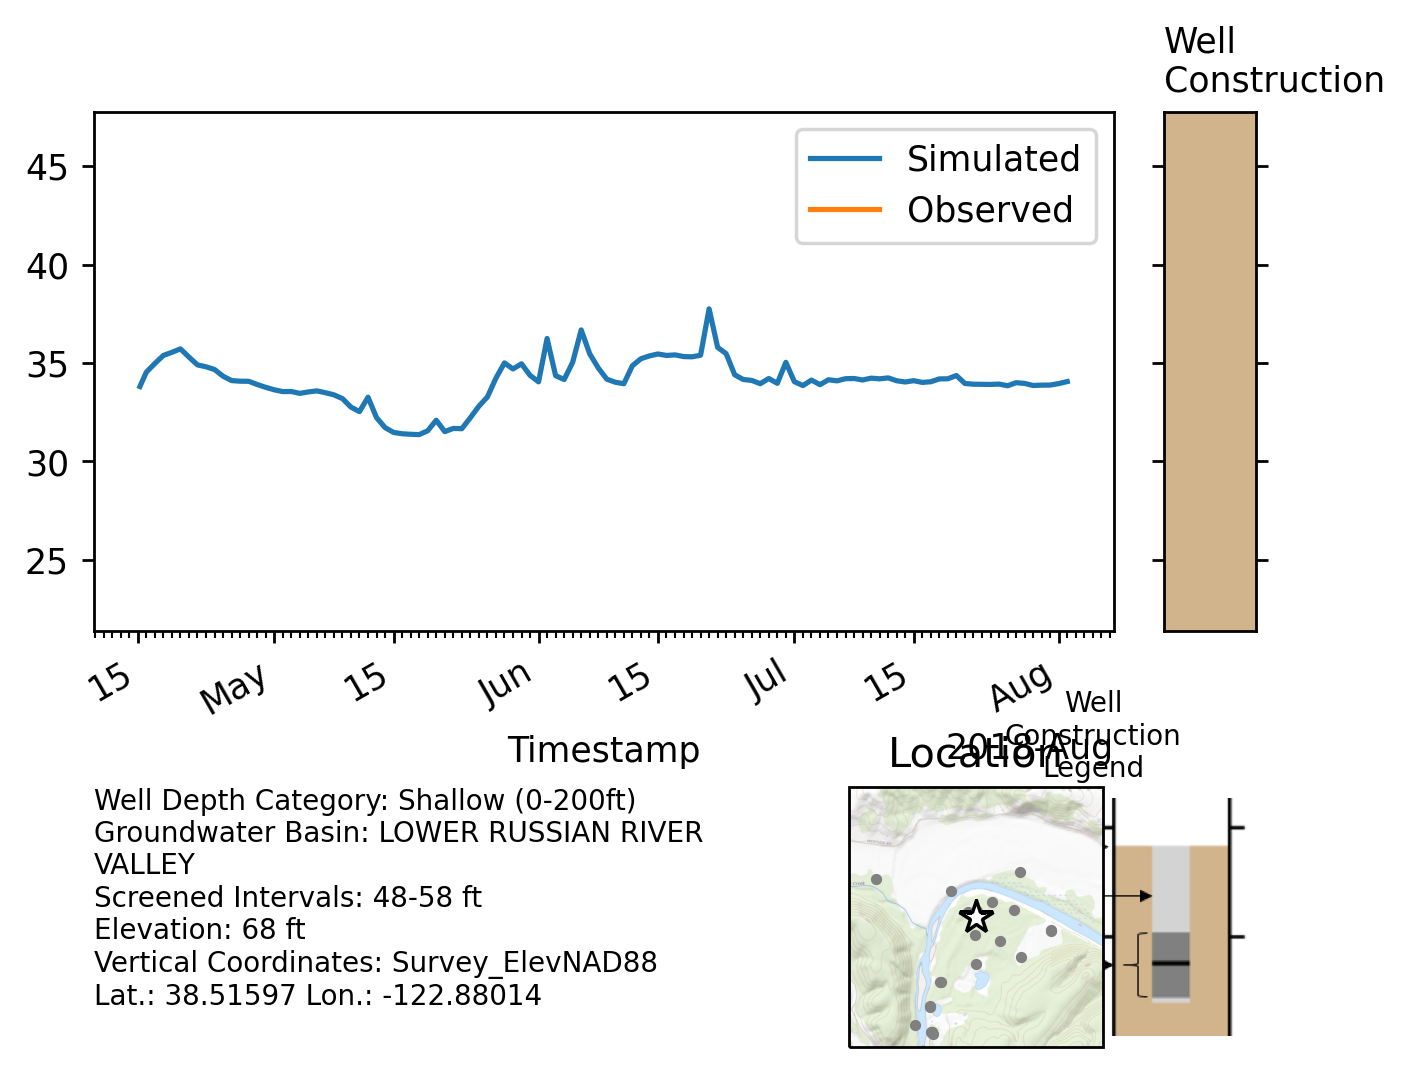 Well
Construction
Simulated
Observed
45
40
35
30
25
15
May
15
Jun
15
Jul
15
Aug
Timestamp
2018-Aug
Well
Construction
Legend
Location
Well Depth Category: Shallow (0-200ft)
Groundwater Basin: LOWER RUSSIAN RIVER
VALLEY
Screened Intervals: 48-58 ft
Elevation: 68 ft
Vertical Coordinates: Survey_ElevNAD88
Lat.: 38.51597 Lon.: -122.88014